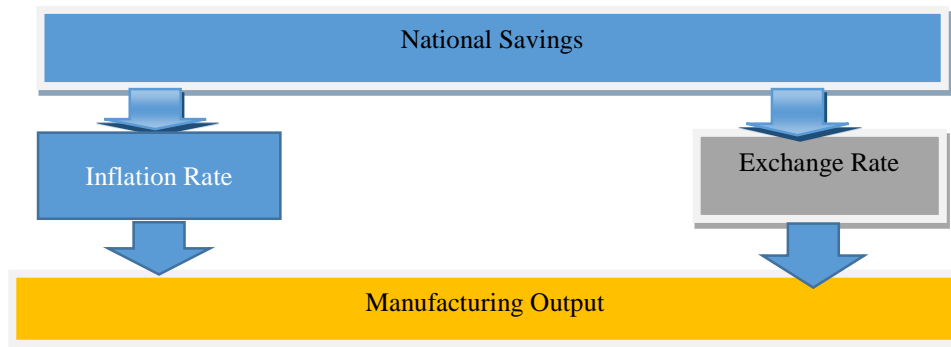 National Savings
Inflation Rate
Exchange Rate
Manufacturing Output